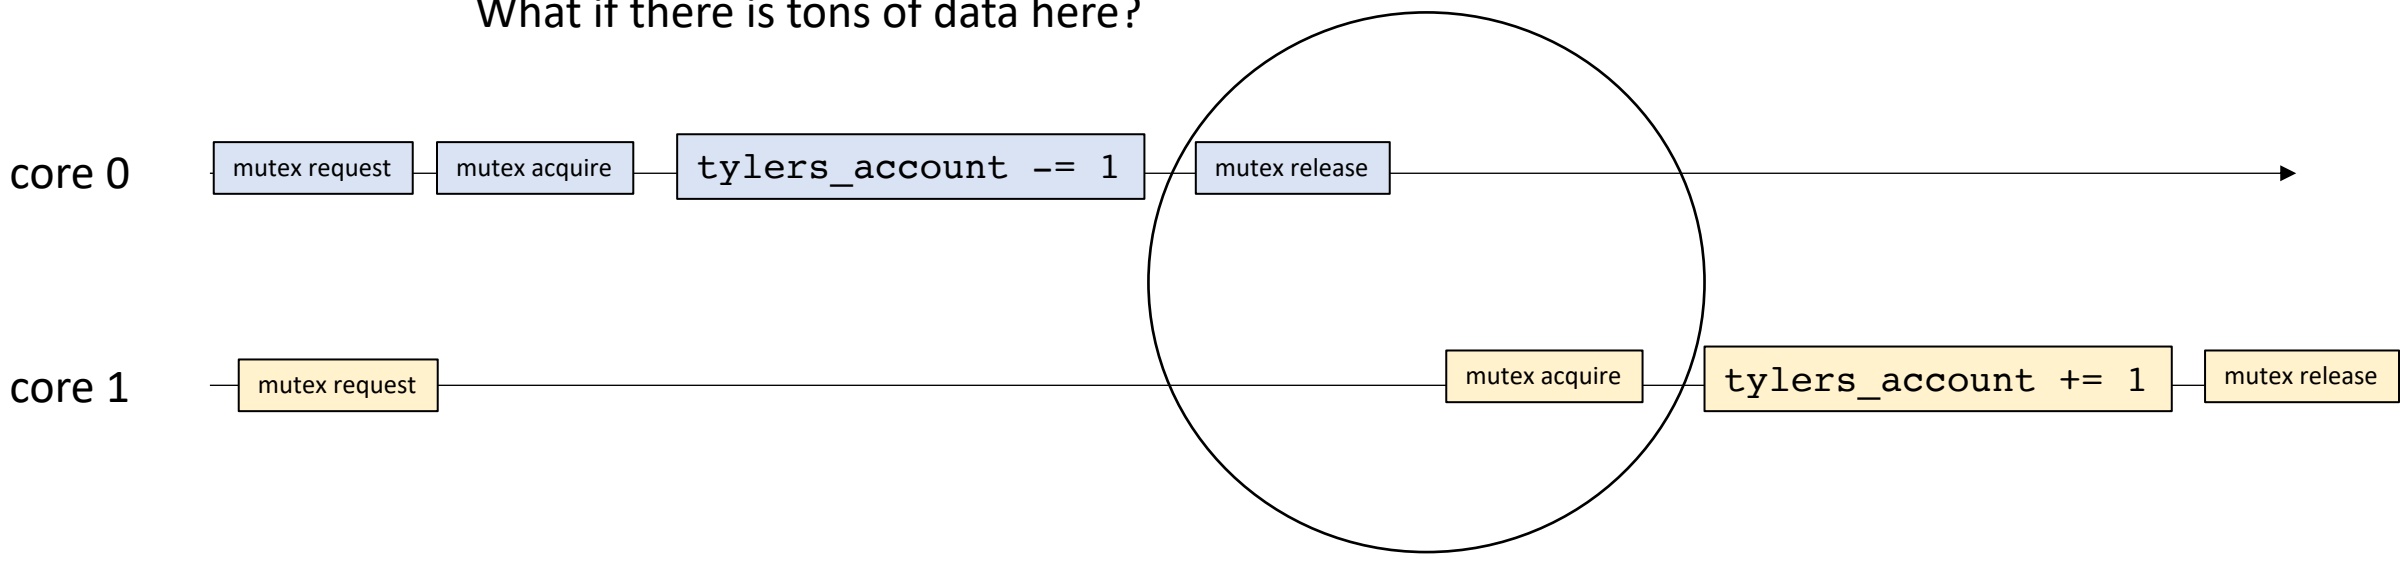 What if there is tons of data here?
core 0
mutex request
mutex acquire
tylers_account -= 1
mutex release
core 1
mutex request
mutex acquire
tylers_account += 1
mutex release